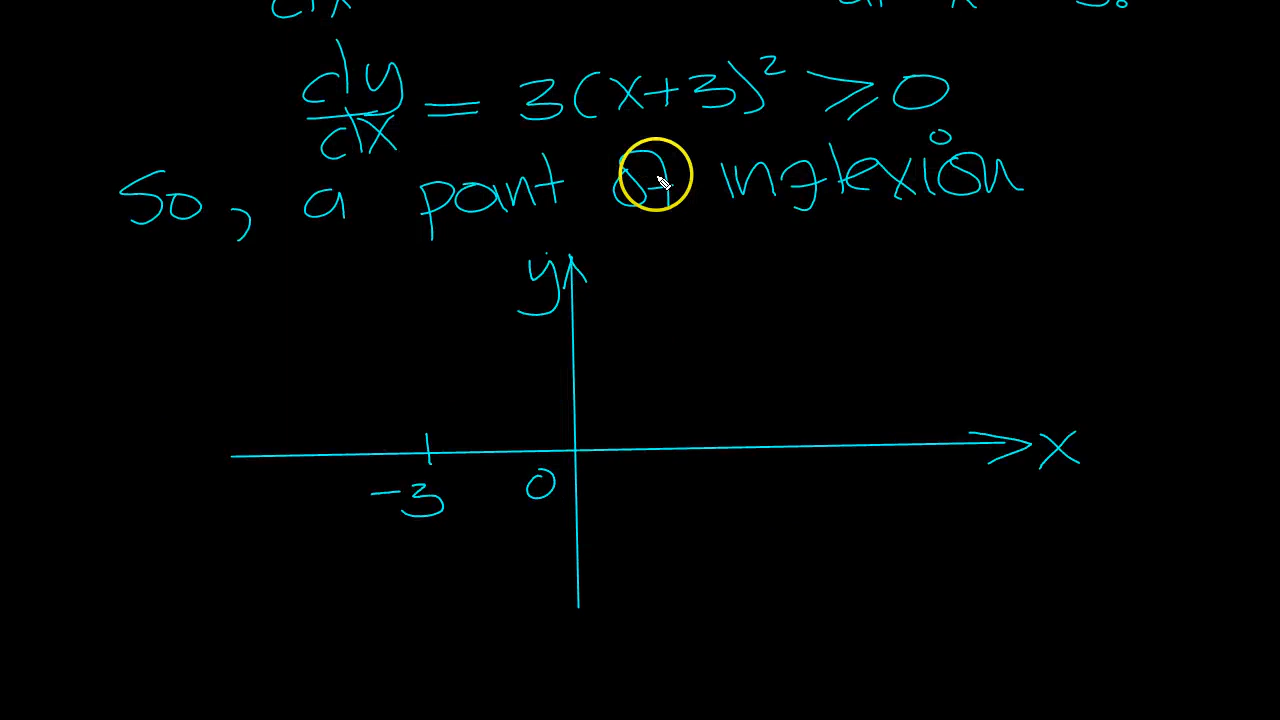 dy/dx = 3(x+3)² ⩾ 0
So, a point of inflexion
y
x
-3 0